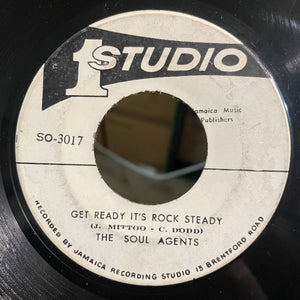 1 STUDIO
Jamaica Music
Publishers
SO-3017
GET READY IT'S ROCK STEADY
(J. MITTOO - C. DODD)
THE SOUL AGENTS
RECORDED BY JAMAICA RECORDING STUDIO 13 BRENTFORD ROAD